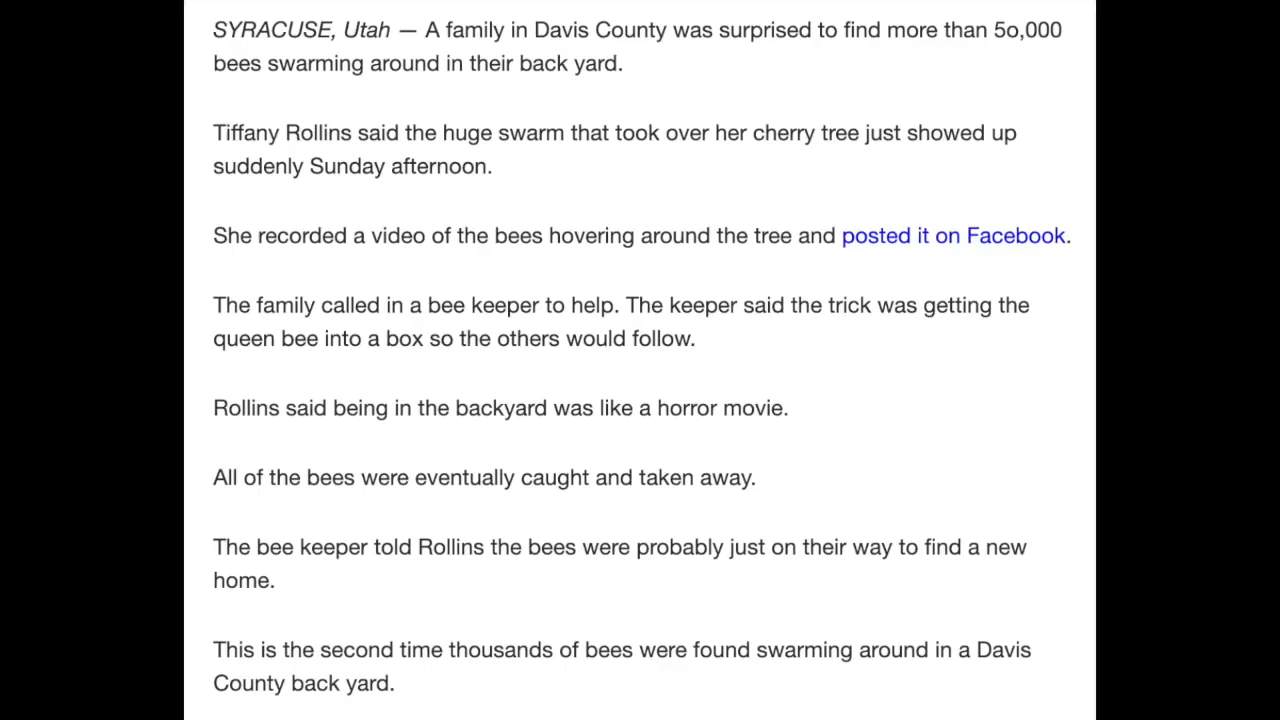 SYRACUSE, Utah — A family in Davis County was surprised to find more than 5o,000
bees swarming around in their back yard.
Tiffany Rollins said the huge swarm that took over her cherry tree just showed up
suddenly Sunday afternoon.
She recorded a video of the bees hovering around the tree and posted it on Facebook.
The family called in a bee keeper to help. The keeper said the trick was getting the
queen bee into a box so the others would follow.
Rollins said being in the backyard was like a horror movie.
All of the bees were eventually caught and taken away.
The bee keeper told Rollins the bees were probably just on their way to find a new
home.
This is the second time thousands of bees were found swarming around in a Davis
County back yard.